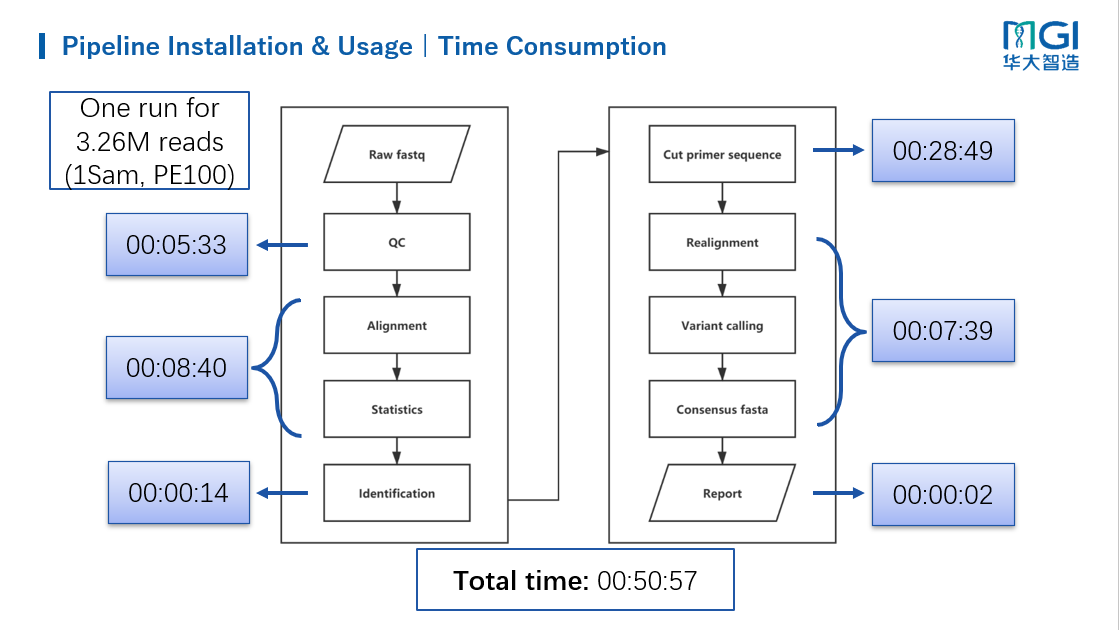 Pipeline Installation & Usage | Time Consumption
MGI
华大智造
One run for
3.26M reads
(1Sam, PE100)
Raw fastq
QC
00:05:33
Alignment
Statistics
00:08:40
Identification
00:00:14
Cut primer sequence
00:28:49
Realignment
Variant calling
Consensus fasta
00:07:39
Report
00:00:02
Total time: 00:50:57